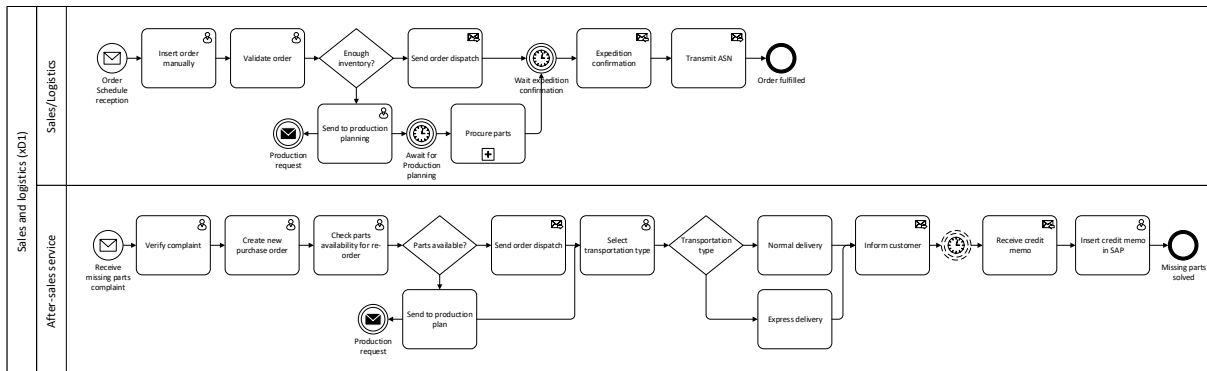 Sales and logistics (xD1)
Sales/Logistics
Order
Schedule
reception
Insert order
manually
Validate order
Enough
inventory?
Send order dispatch
Wait expedition
confirmation
Expedition
confirmation
Transmit ASN
Order fulfilled
Production
request
Send to production
planning
Await for
Production
planning
Procure parts
After-sales service
Receive
missing parts
complaint
Verify complaint
Create new
purchase order
Check parts
availability for re-
order
Parts available?
Send order dispatch
Select
transportation type
Transportation
type
Normal delivery
Inform customer
Receive credit
memo
Insert credit memo
in SAP
Missing parts
solved
Production
request
Send to production
plan
Express delivery